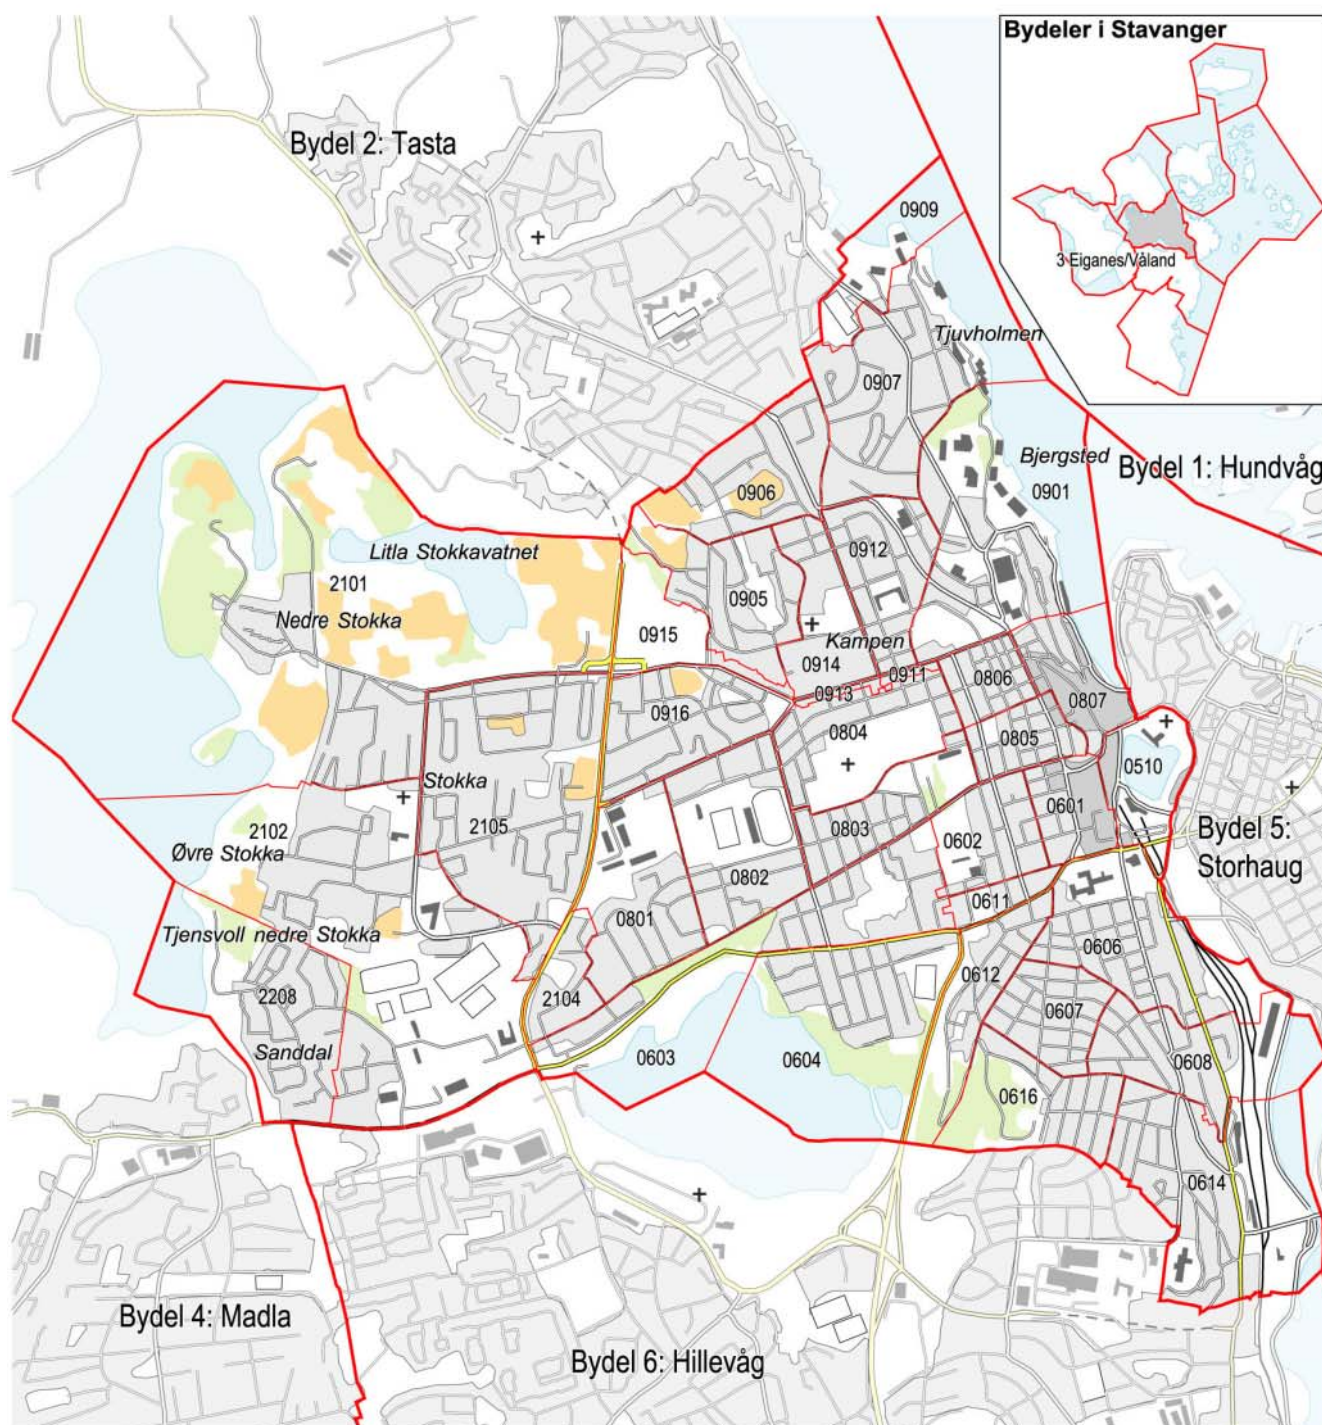 Bydeler i Stavanger
3 Eiganes/Våland
Bydel 2: Tasta
0909
Tjuvholmen
0907
Bjergsted
0901
Bydel 1: Hundvåg
0906
0912
Litla Stokkavatnet
2101
Nedre Stokka
0905
0915
Kampen
0914
0911
0913
0806
0807
0916
0804
0805
0510
Stokka
2105
2102
Øvre Stokka
0601
0803
0602
Bydel 5:
Storhaug
0802
0611
0801
Tjensvoll nedre Stokka
0606
0612
2208
2104
0607
Sanddal
0603
0604
0608
0616
0614
Bydel 4: Madla
Bydel 6: Hillevåg